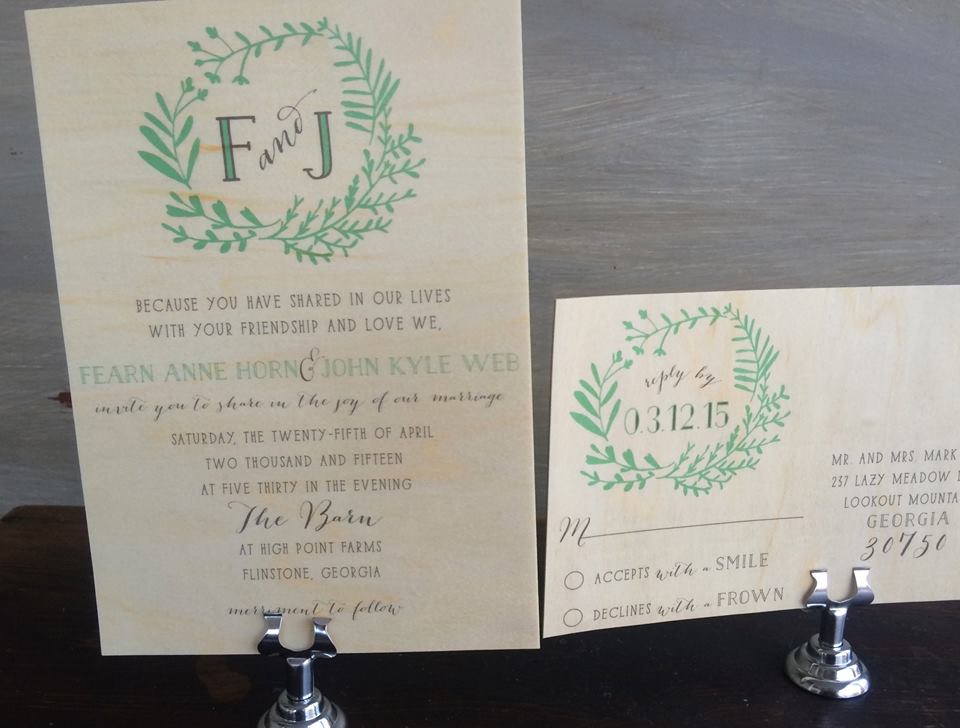 F and J
BECAUSE YOU HAVE SHARED IN OUR LIVES
WITH YOUR FRIENDSHIP AND LOVE WE,
FEARN ANNE HORN & JOHN KYLE WEB
invite you to share in the joy of our marriage
SATURDAY, THE TWENTY-FIFTH OF APRIL
TWO THOUSAND AND FIFTEEN
AT FIVE THIRTY IN THE EVENING
The Barn
AT HIGH POINT FARMS
FLINSTONE, GEORGIA
merriment to follow
reply by
03.12.15
M
ACCEPTS with a SMILE
DECLINES with a FROWN
MR. AND MRS. MARK
237 LAZY MEADOW
LOOKOUT MOUNTA
GEORGIA
30750